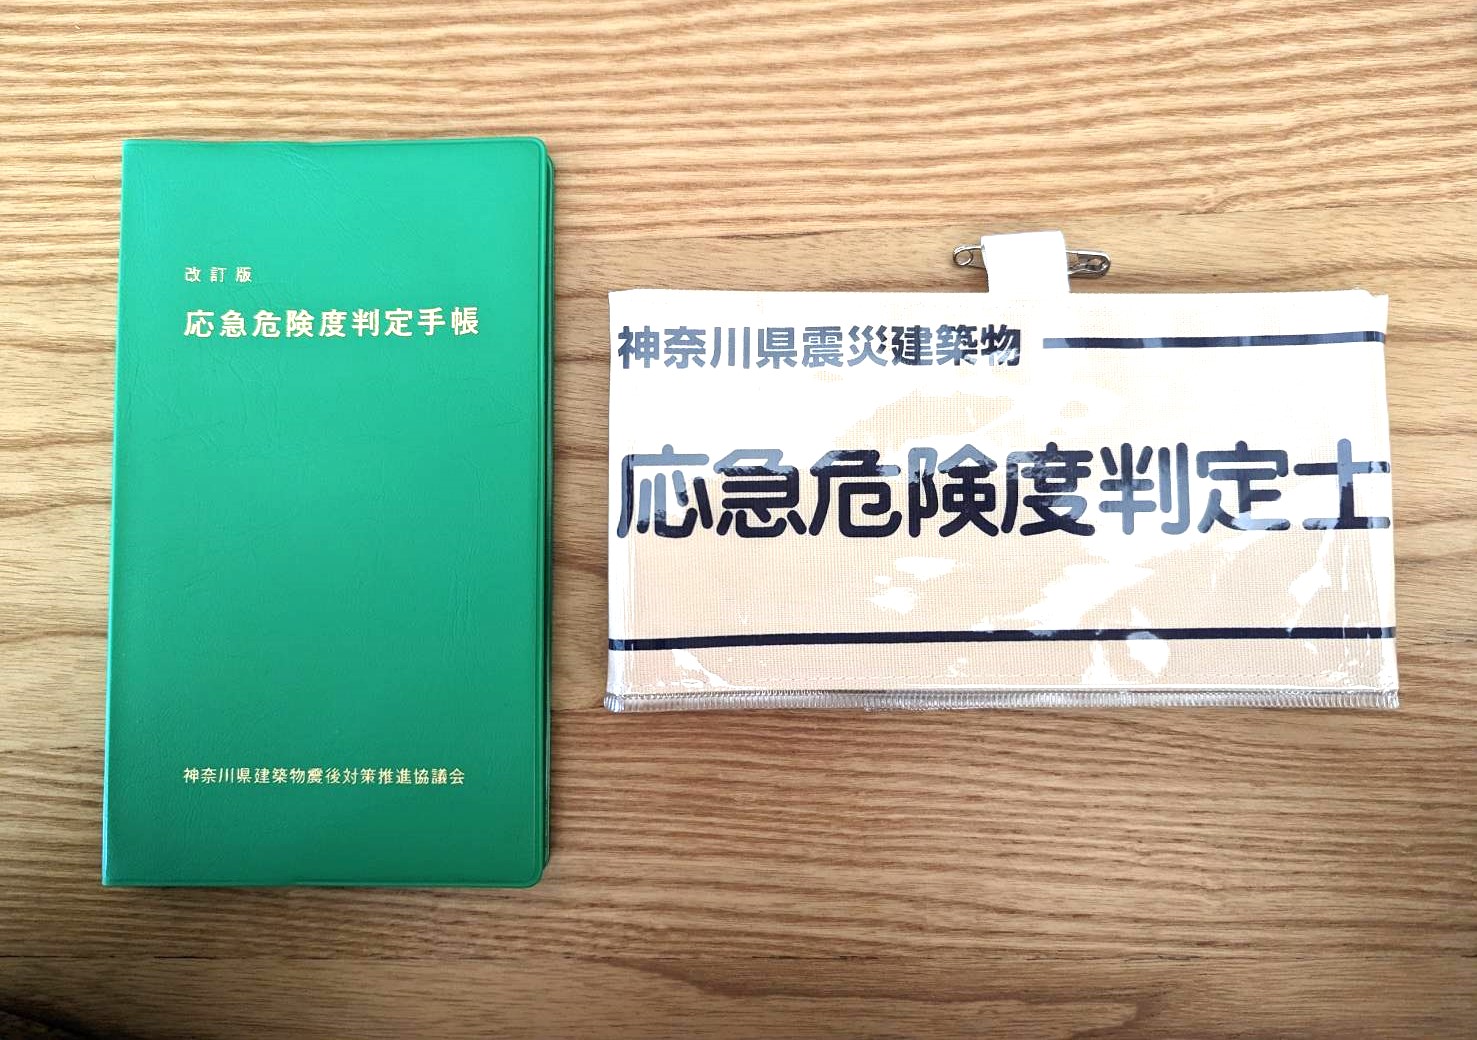 改訂版
応急危険度判定手帳
神奈川県建築物震後対策推進協議会
神奈川県震災建築物
応急危険度判定士